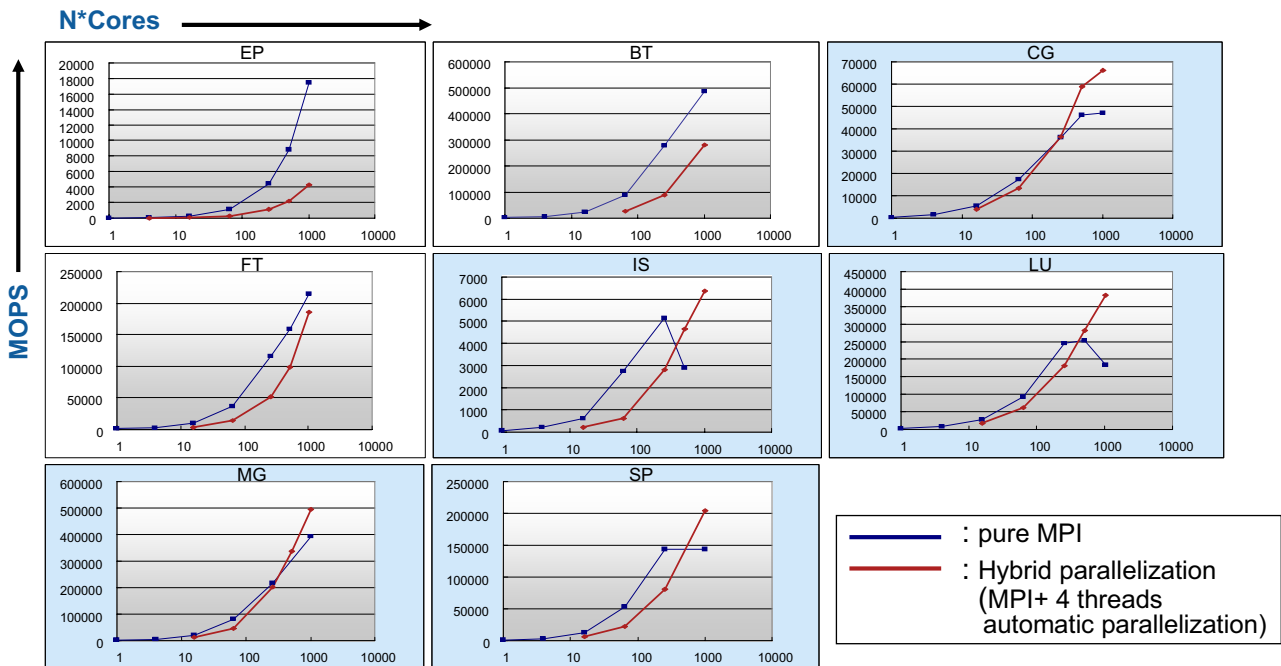 N*Cores
MOPS
EP
20000
18000
16000
14000
12000
10000
8000
6000
4000
2000
0
1 10 100 1000 10000
BT
600000
500000
400000
300000
200000
100000
0
1 10 100 1000 10000
CG
70000
60000
50000
40000
30000
20000
10000
0
1 10 100 1000 10000
FT
250000
200000
150000
100000
50000
0
1 10 100 1000 10000
IS
7000
6000
5000
4000
3000
2000
1000
0
1 10 100 1000 10000
LU
450000
400000
350000
300000
250000
200000
150000
100000
50000
0
1 10 100 1000 10000
MG
600000
500000
400000
300000
200000
100000
0
1 10 100 1000 10000
SP
250000
200000
150000
100000
50000
0
1 10 100 1000 10000
: pure MPI
: Hybrid parallelization
(MPI+ 4 threads
automatic parallelization)